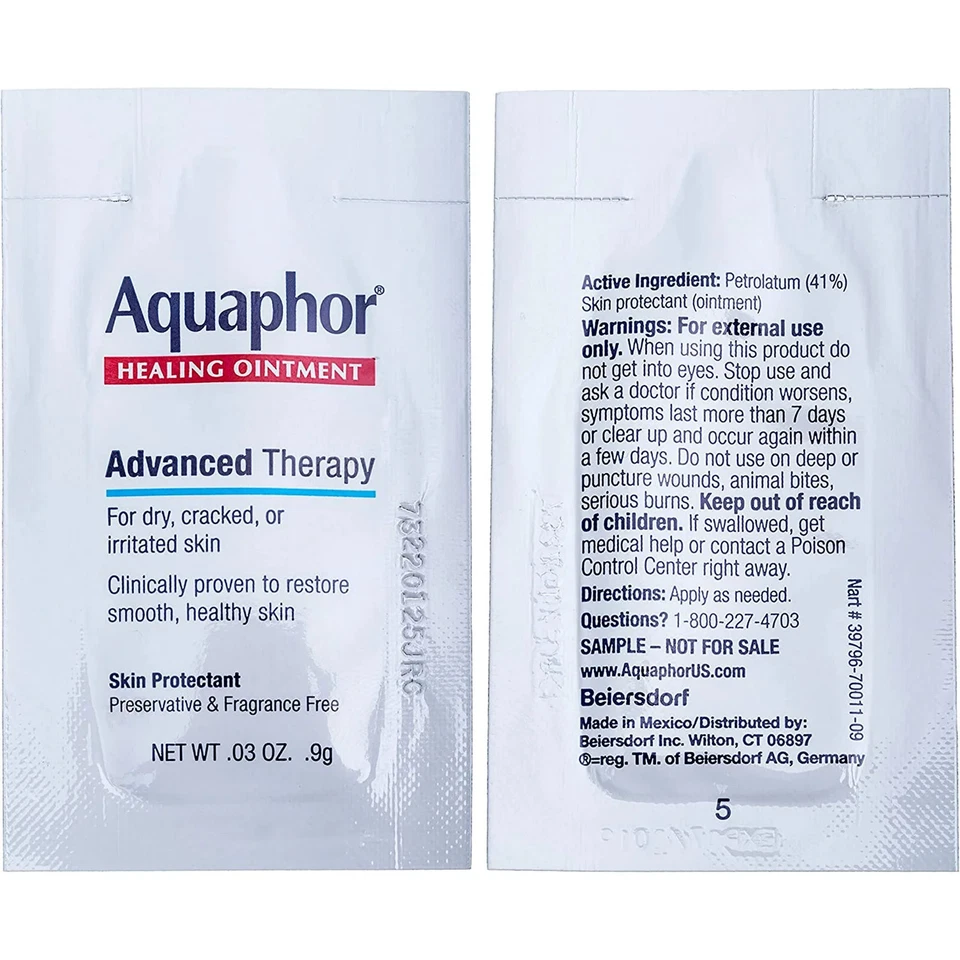 Aquaphor®
HEALING OINTMENT
Advanced Therapy
For dry, cracked, or
irritated skin
Clinically proven to restore
smooth, healthy skin
Skin Protectant
Preservative & Fragrance Free
NET WT .03 OZ. .9g
73220125JRC
Active Ingredient: Petrolatum (41%)
Skin protectant (ointment)
Warnings: For external use
only. When using this product do
not get into eyes. Stop use and
ask a doctor if condition worsens,
symptoms last more than 7 days
or clear up and occur again within
a few days. Do not use on deep or
puncture wounds, animal bites,
serious burns. Keep out of reach
of children. If swallowed, get
medical help or contact a Poison
Control Center right away.
Directions: Apply as needed.
Questions? 1-800-227-4703
SAMPLE – NOT FOR SALE
www.AquaphorUS.com
Beiersdorf
Made in Mexico/Distributed by:
Beiersdorf Inc. Wilton, CT 06897
®=reg. TM. of Beiersdorf AG, Germany
Nart # 39796-70011-09
5